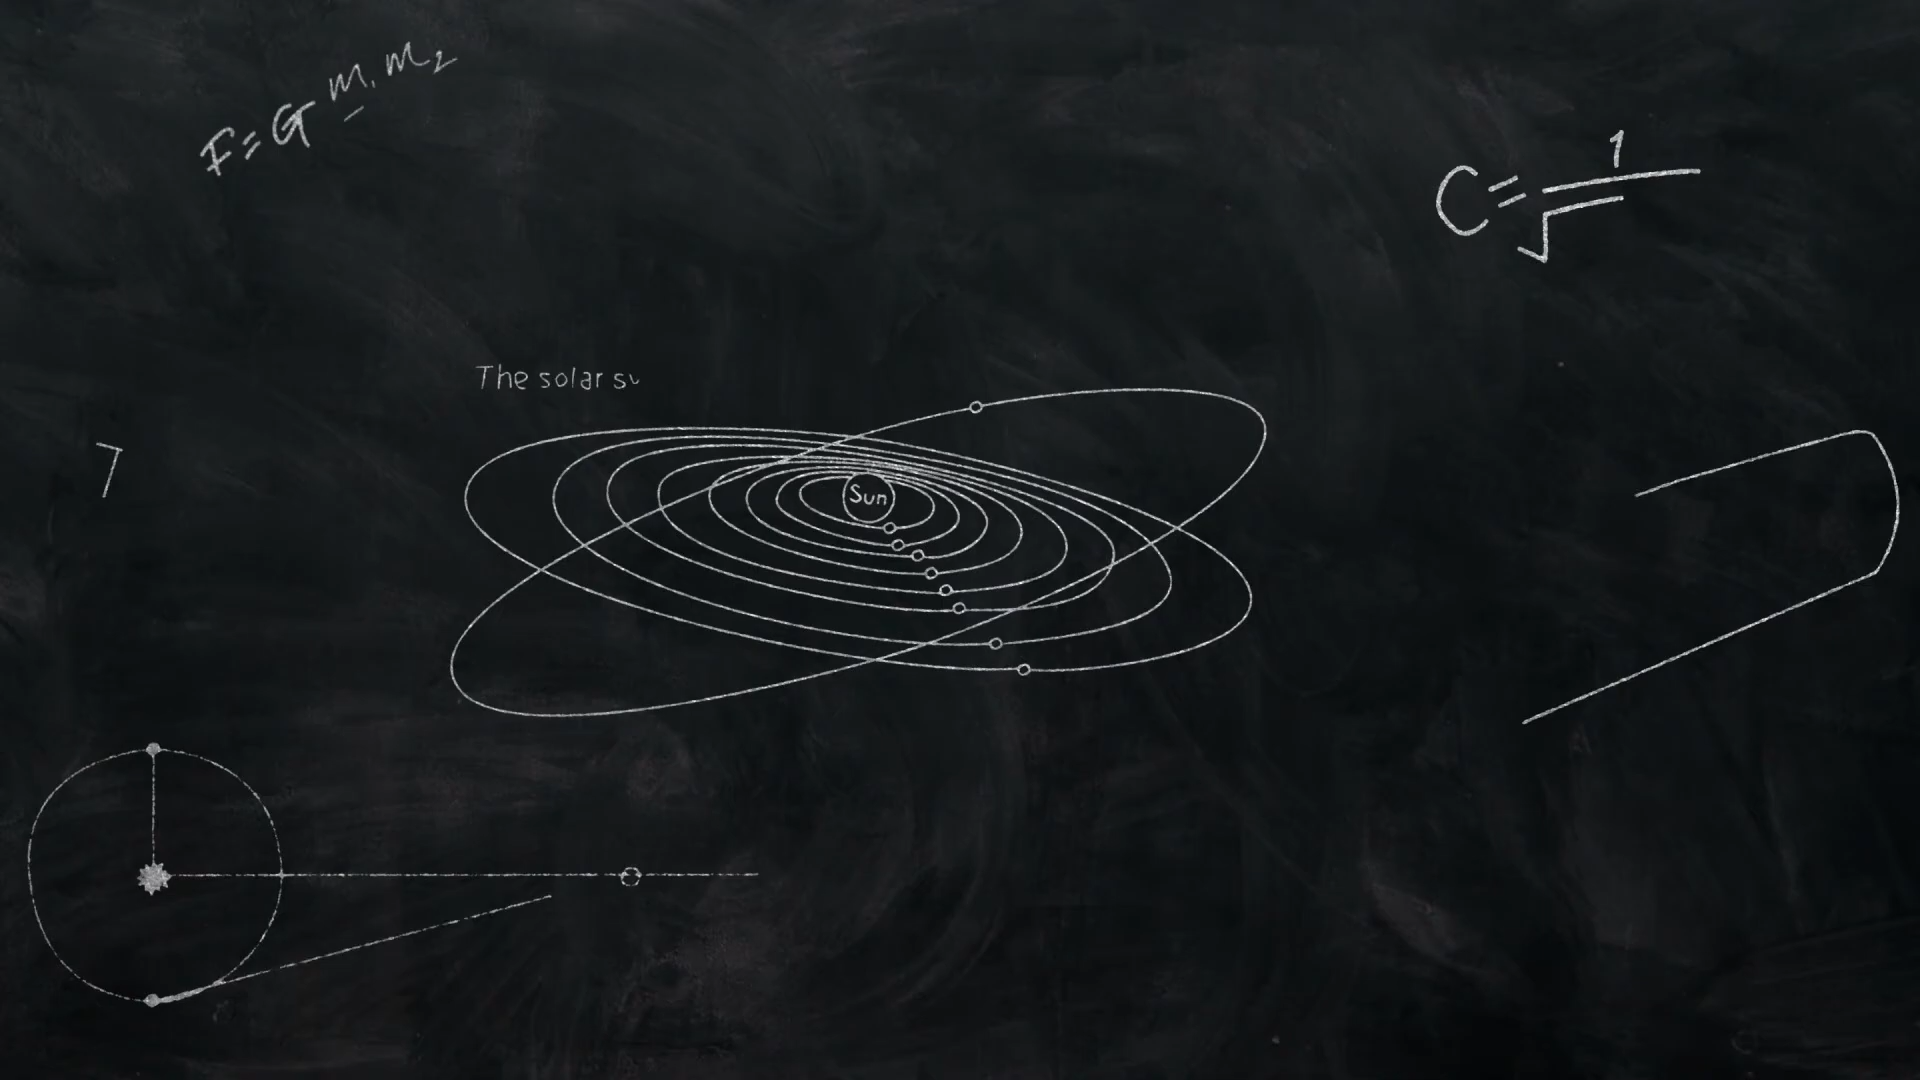 F=G m₁m₂
C= 1
√
The solar s
Sun